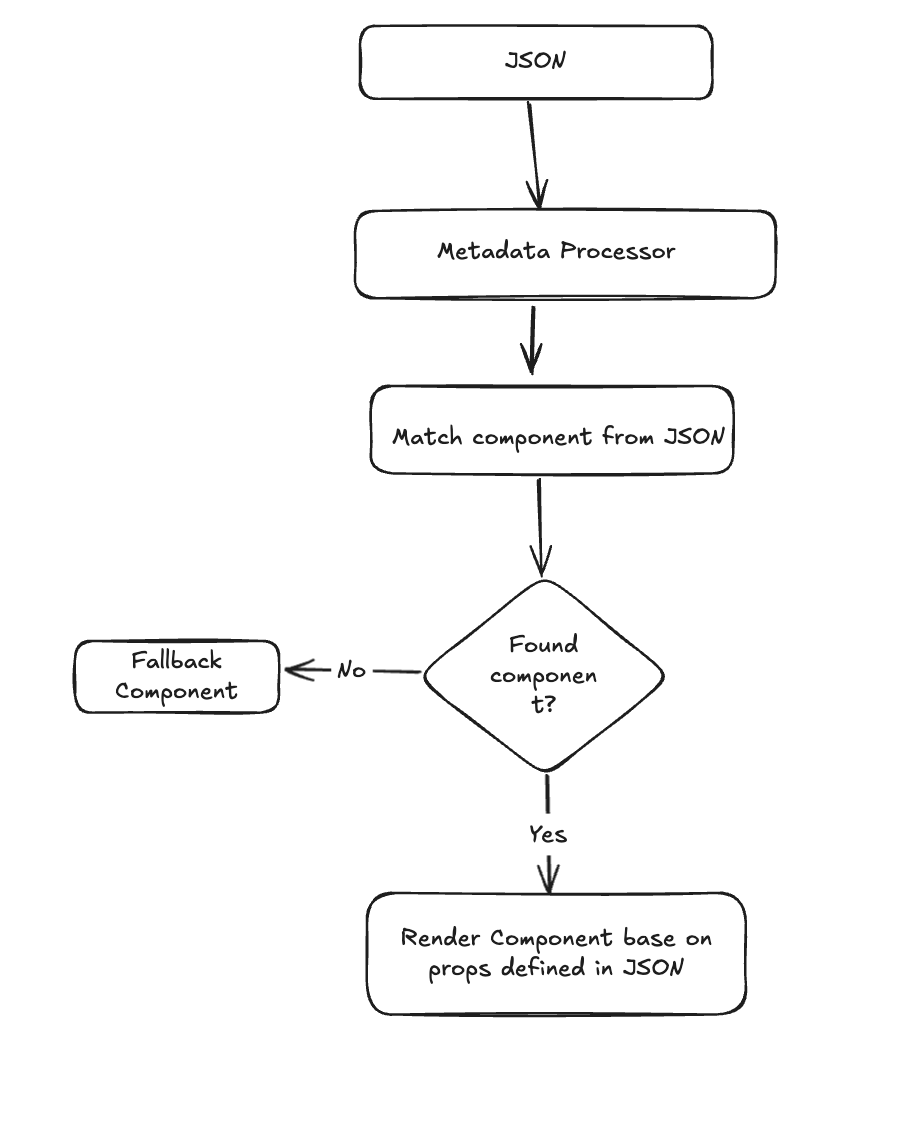 JSON
Metadata Processor
Match component from JSON
Found
componen
t?
No
Fallback
Component
Yes
Render Component base on
props defined in JSON